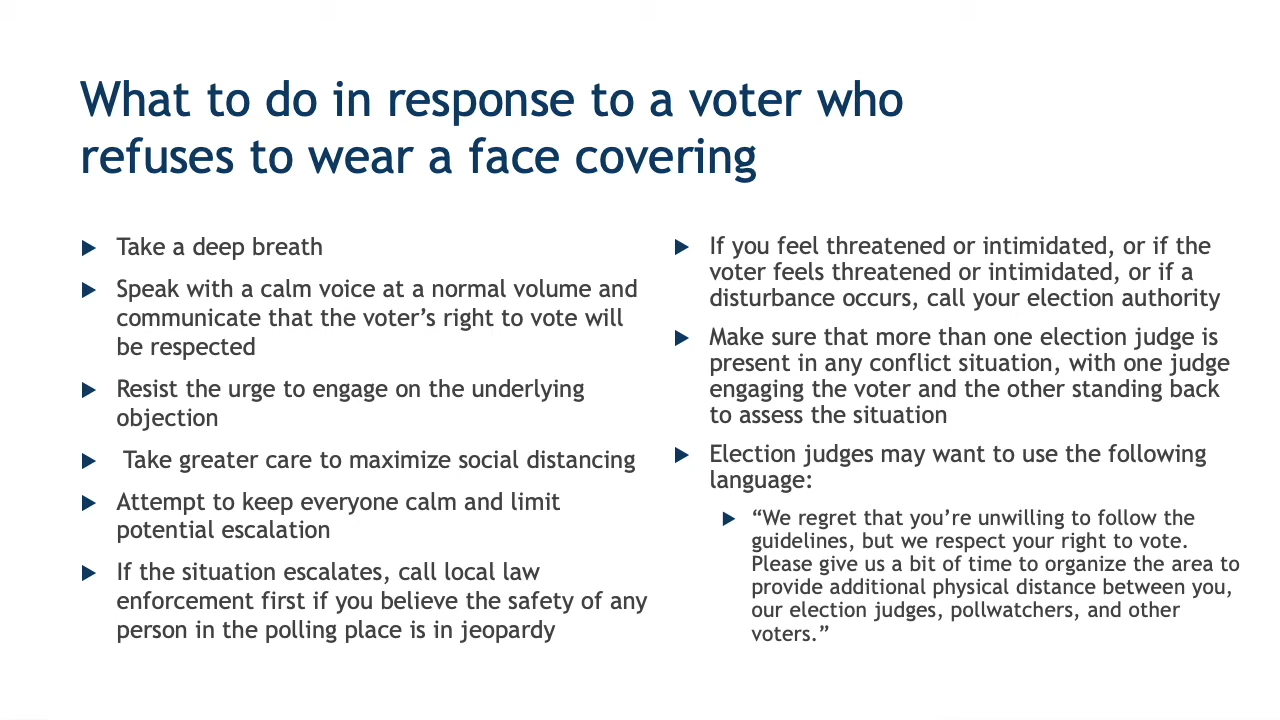 What to do in response to a voter who
refuses to wear a face covering
Take a deep breath
Speak with a calm voice at a normal volume and
communicate that the voter’s right to vote will
be respected
Resist the urge to engage on the underlying
objection
Take greater care to maximize social distancing
Attempt to keep everyone calm and limit
potential escalation
If the situation escalates, call local law
enforcement first if you believe the safety of any
person in the polling place is in jeopardy
If you feel threatened or intimidated, or if the
voter feels threatened or intimidated, or if a
disturbance occurs, call your election authority
Make sure that more than one election judge is
present in any conflict situation, with one judge
engaging the voter and the other standing back
to assess the situation
Election judges may want to use the following
language:
“We regret that you’re unwilling to follow the
guidelines, but we respect your right to vote.
Please give us a bit of time to organize the area to
provide additional physical distance between you,
our election judges, pollwatchers, and other
voters.”